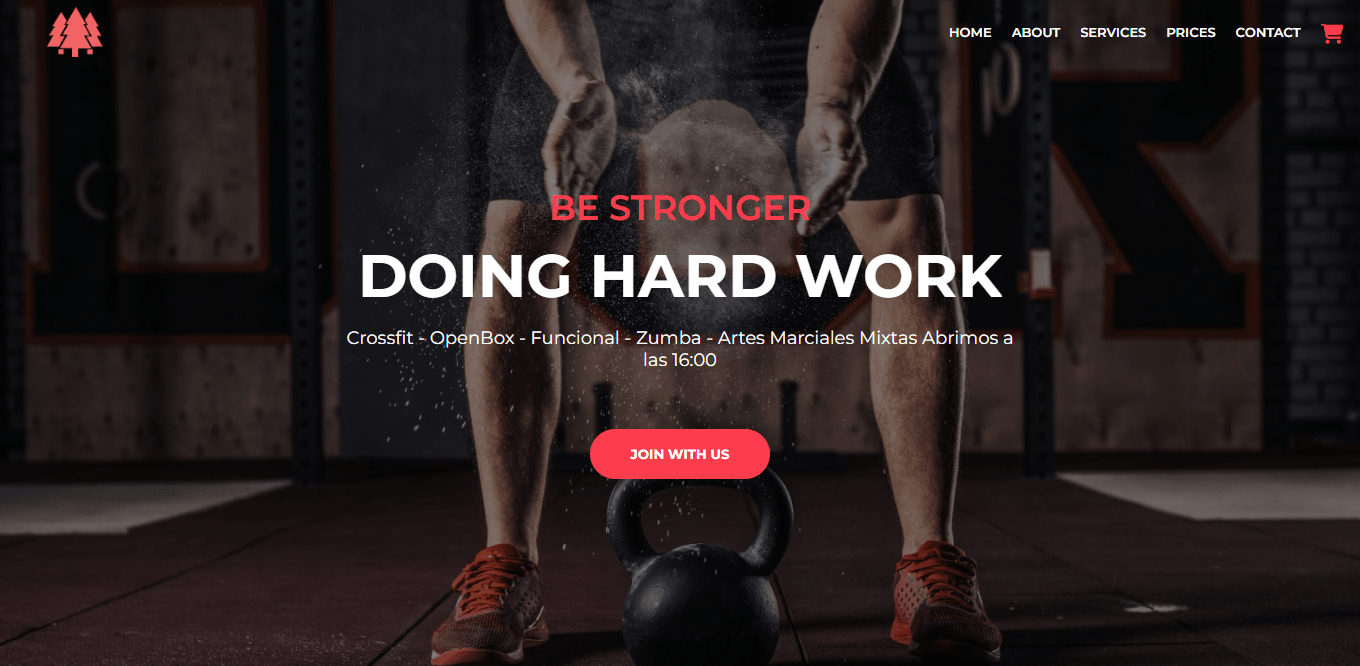 HOME ABOUT SERVICES PRICES CONTACT
BE STRONGER
DOING HARD WORK
Crossfit - OpenBox - Funcional - Zumba - Artes Marciales Mixtas Abrimos a
las 16:00
JOIN WITH US